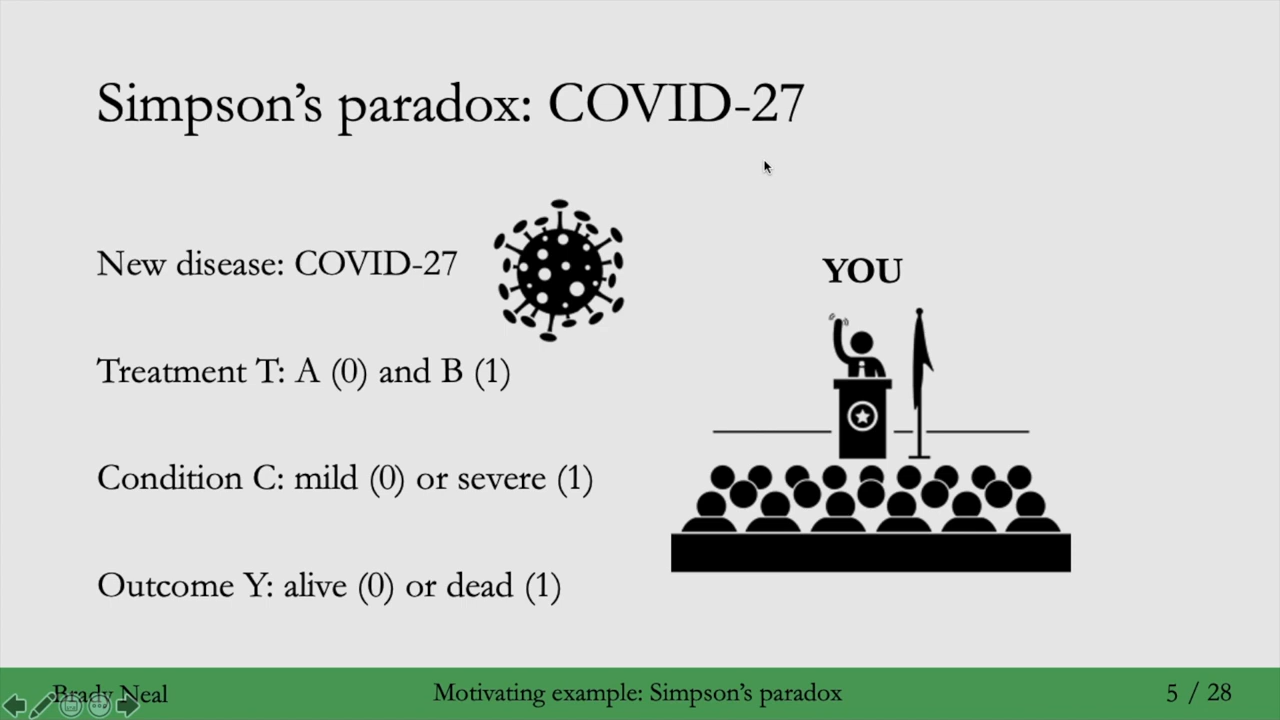 Simpson’s paradox: COVID-27
New disease: COVID-27
YOU
Treatment T: A (0) and B (1)
Condition C: mild (0) or severe (1)
Outcome Y: alive (0) or dead (1)
Brady Neal
Motivating example: Simpson’s paradox
5 / 28